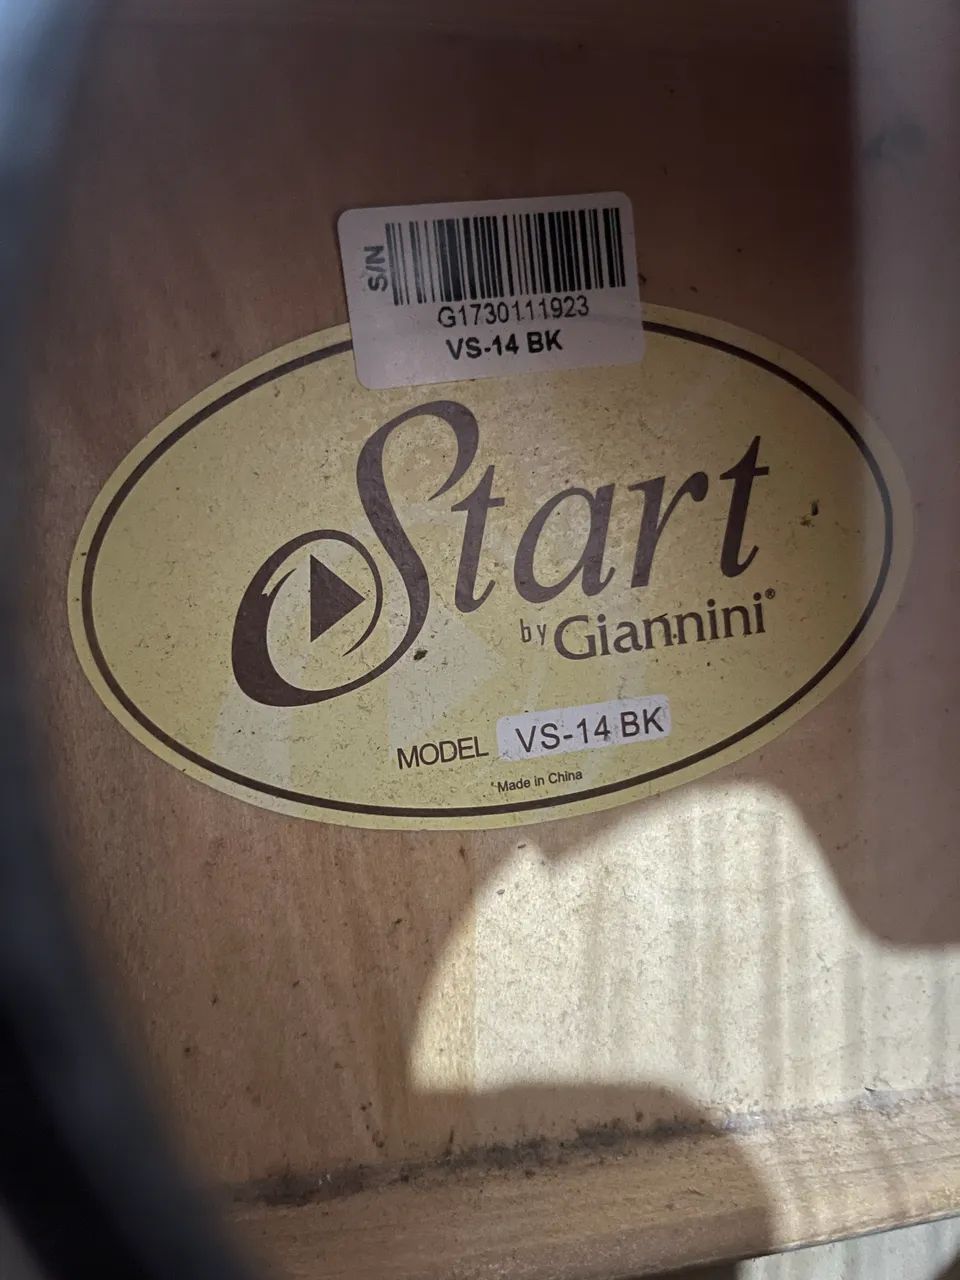 S/N
G1730111923
VS-14 BK
Start
by Giannini®
MODEL VS-14 BK
Made in China